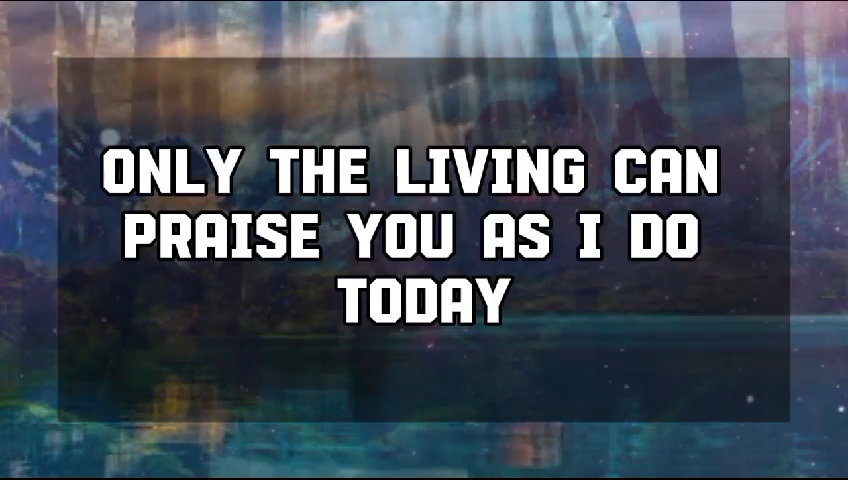 ONLY THE LIVING CAN
PRAISE YOU AS I DO
TODAY